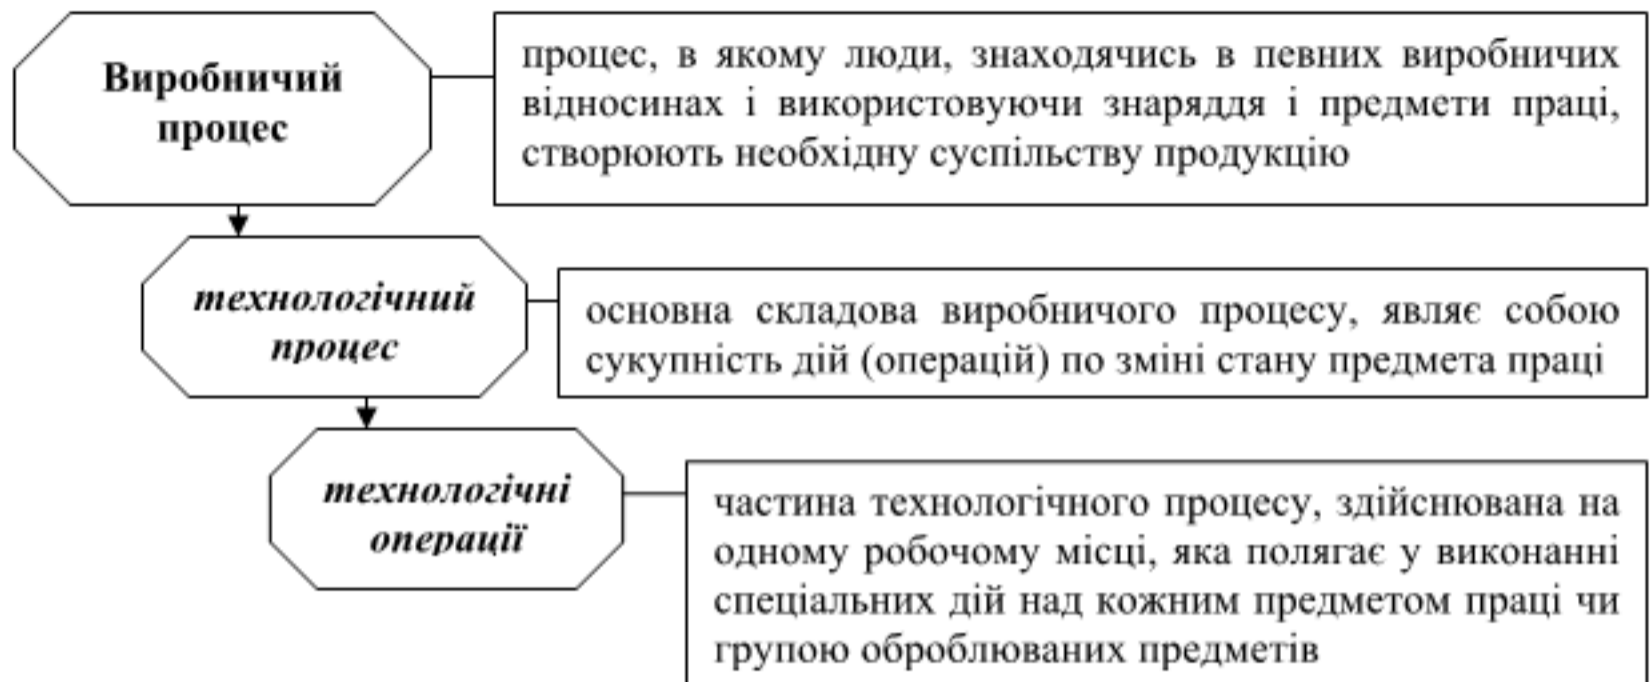 Виробничий
процес
процес, в якому люди, знаходячись в певних виробничих
відносинах і використовуючи знаряддя і предмети праці,
створюють необхідну суспільству продукцію
технологічний
процес
основна складова виробничого процесу, являє собою
сукупність дій (операцій) по зміні стану предмета праці
технологічні
операції
частина технологічного процесу, здійснювана на
одному робочому місці, яка полягає у виконанні
спеціальних дій над кожним предметом праці чи
групою оброблюваних предметів